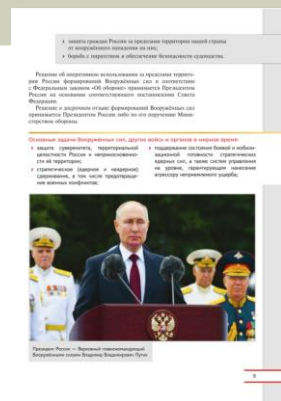 › защита граждан России за пределами территории нашей страны
от вооружённого нападения на них;
› борьба с пиратством и обеспечение безопасности судоходства.
Решение об оперативном использовании за пределами террито-
рии России формирований Вооружённых сил в соответствии
с Федеральным законом «Об обороне» принимается Президентом
России на основании соответствующего постановления Совета
Федерации.
Решение о досрочном отзыве формирований Вооружённых сил
принимается Президентом России либо по его поручению Мини-
стерством обороны.
Основные задачи Вооружённых сил, других войск и органов в мирное время:
› защита суверенитета, территориальной
целостности России и неприкосновенно-
сти её территории;
› стратегическое (ядерное и неядерное)
сдерживание, в том числе предотвраще-
ние военных конфликтов;
› поддержание состояния боевой и мобили-
зационной готовности стратегических
ядерных сил, а также систем управления
на уровне, гарантирующем нанесение
агрессору неприемлемого ущерба;
Президент России — Верховный главнокомандующий
Вооружёнными силами Владимир Владимирович Путин
9